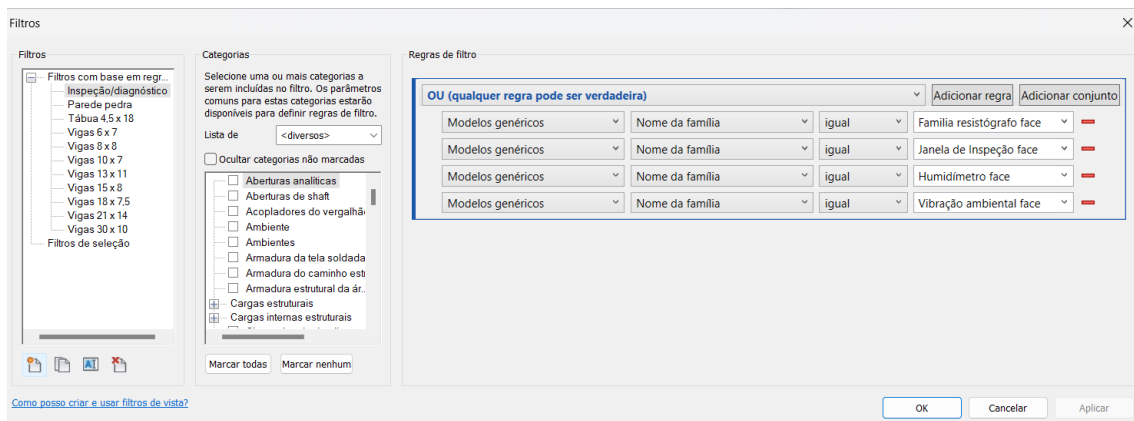 Filtros
Filtros
Filtros com base em regr...
Inspeção/diagnóstico
Parede pedra
Tábua 4,5 x 18
Vigas 6 x 7
Vigas 8 x 8
Vigas 10 x 7
Vigas 13 x 11
Vigas 15 x 8
Vigas 18 x 7,5
Vigas 21 x 14
Vigas 30 x 10
Filtros de seleção
Como posso criar e usar filtros de vista?
Categorias
Selecione uma ou mais categorias a
serem incluídas no filtro. Os parâmetros
comuns para estas categorias estarão
disponíveis para definir regras de filtro.
Lista de <diversos>
Ocultar categorias não marcadas
Aberturas analíticas
Aberturas de shaft
Acopladores do vergalhã
Ambiente
Ambientes
Armadura da tela soldada
Armadura do caminho estr
Armadura estrutural da ár..
Cargas estruturais
Cargas internas estruturais
Marcar todas Marcar nenhum
Regras de filtro
OU (qualquer regra pode ser verdadeira) Adicionar regra Adicionar conjunto
Modelos genéricos Nome da família igual Familia resistógrafo face
Modelos genéricos Nome da família igual Janela de Inspeção face
Modelos genéricos Nome da família igual Humidímetro face
Modelos genéricos Nome da família igual Vibração ambiental face
OK Cancelar Aplicar